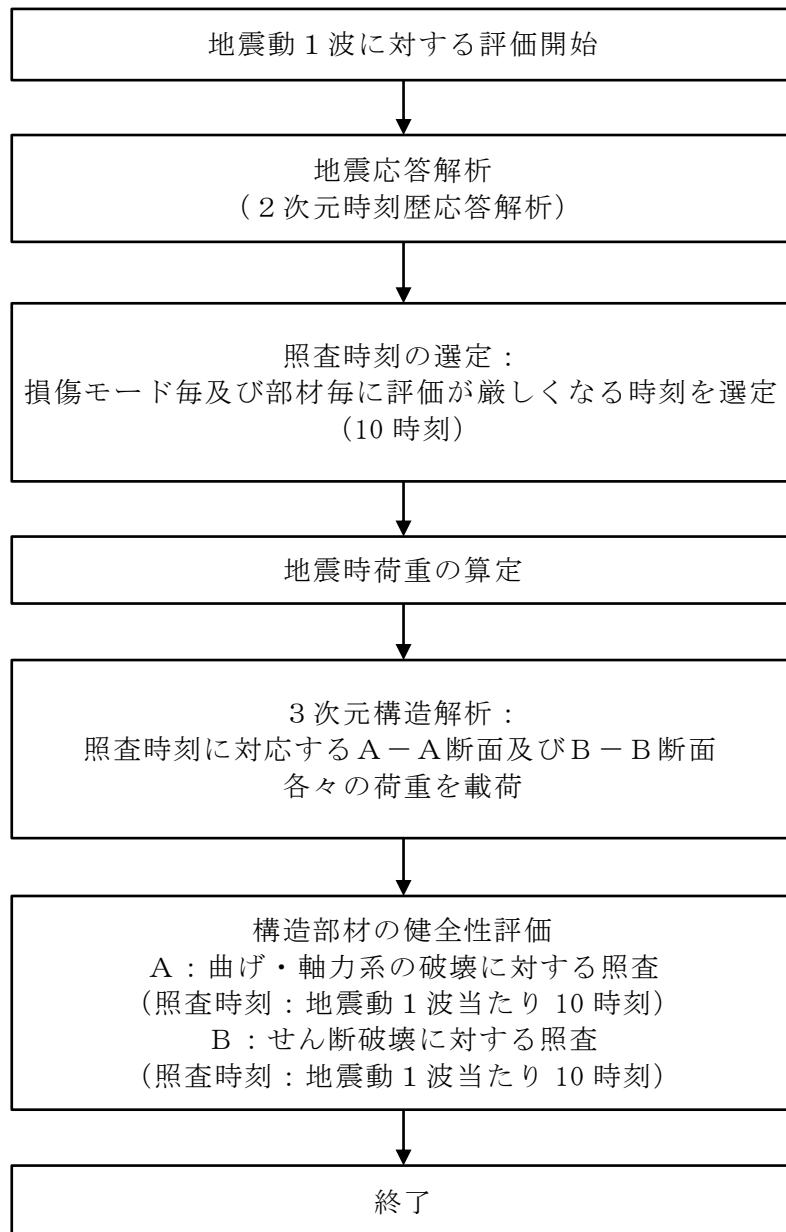 地震動１波に対する評価開始
地震応答解析
（２次元時刻歴応答解析）
照査時刻の選定：
損傷モード毎及び部材毎に評価が厳しくなる時刻を選定
（10 時刻）
地震時荷重の算定
３次元構造解析：
照査時刻に対応するＡ－Ａ断面及びＢ－Ｂ断面
各々の荷重を載荷
構造部材の健全性評価
Ａ：曲げ・軸力系の破壊に対する照査
（照査時刻：地震動１波当たり 10 時刻）
Ｂ：せん断破壊に対する照査
（照査時刻：地震動１波当たり 10 時刻）
終了